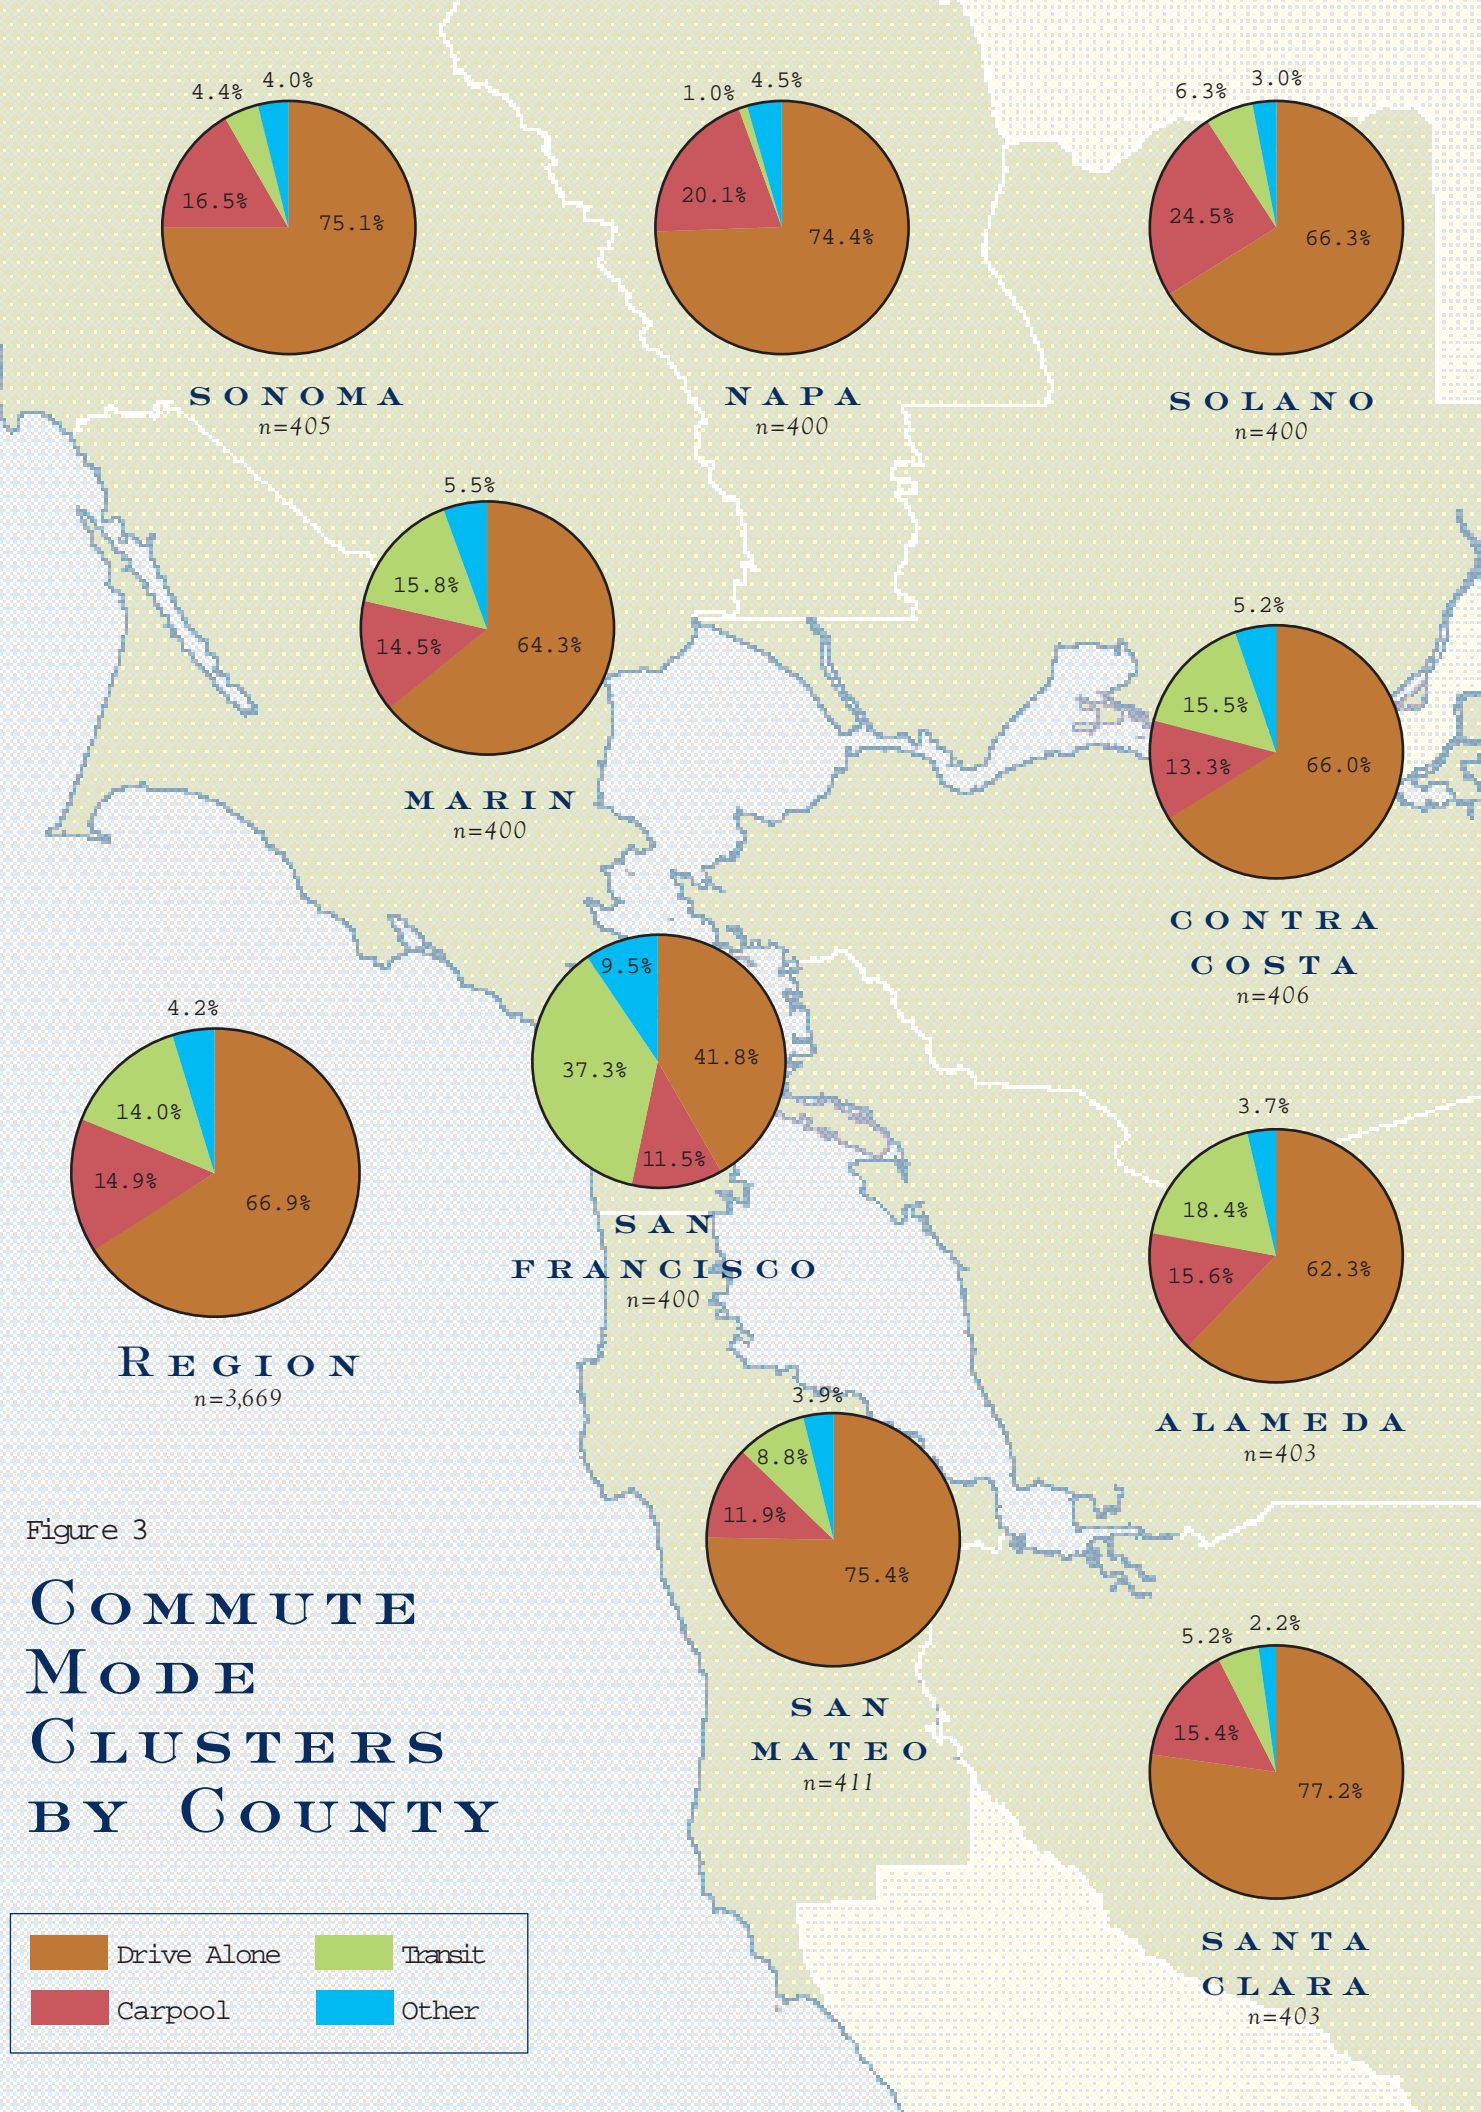 4.4%
4.0%
16.5%
75.1%
SONOMA
n=405
1.0%
4.5%
20.1%
74.4%
NAPA
n=400
6.3%
3.0%
24.5%
66.3%
SOLANO
n=400
5.5%
15.8%
14.5%
64.3%
MARIN
n=400
5.2%
15.5%
13.3%
66.0%
CONTRA
COSTA
n=406
9.5%
37.3%
41.8%
11.5%
SAN
FRANCISCO
n=400
4.2%
14.0%
14.9%
66.9%
REGION
n=3,669
3.7%
18.4%
15.6%
62.3%
ALAMEDA
n=403
3.9%
8.8%
11.9%
75.4%
SAN
MATEO
n=411
5.2%
2.2%
15.4%
77.2%
SANTA
CLARA
n=403
Figure 3
COMMUTE
MODE
CLUSTERS
BY COUNTY
Drive Alone
Transit
Carpool
Other